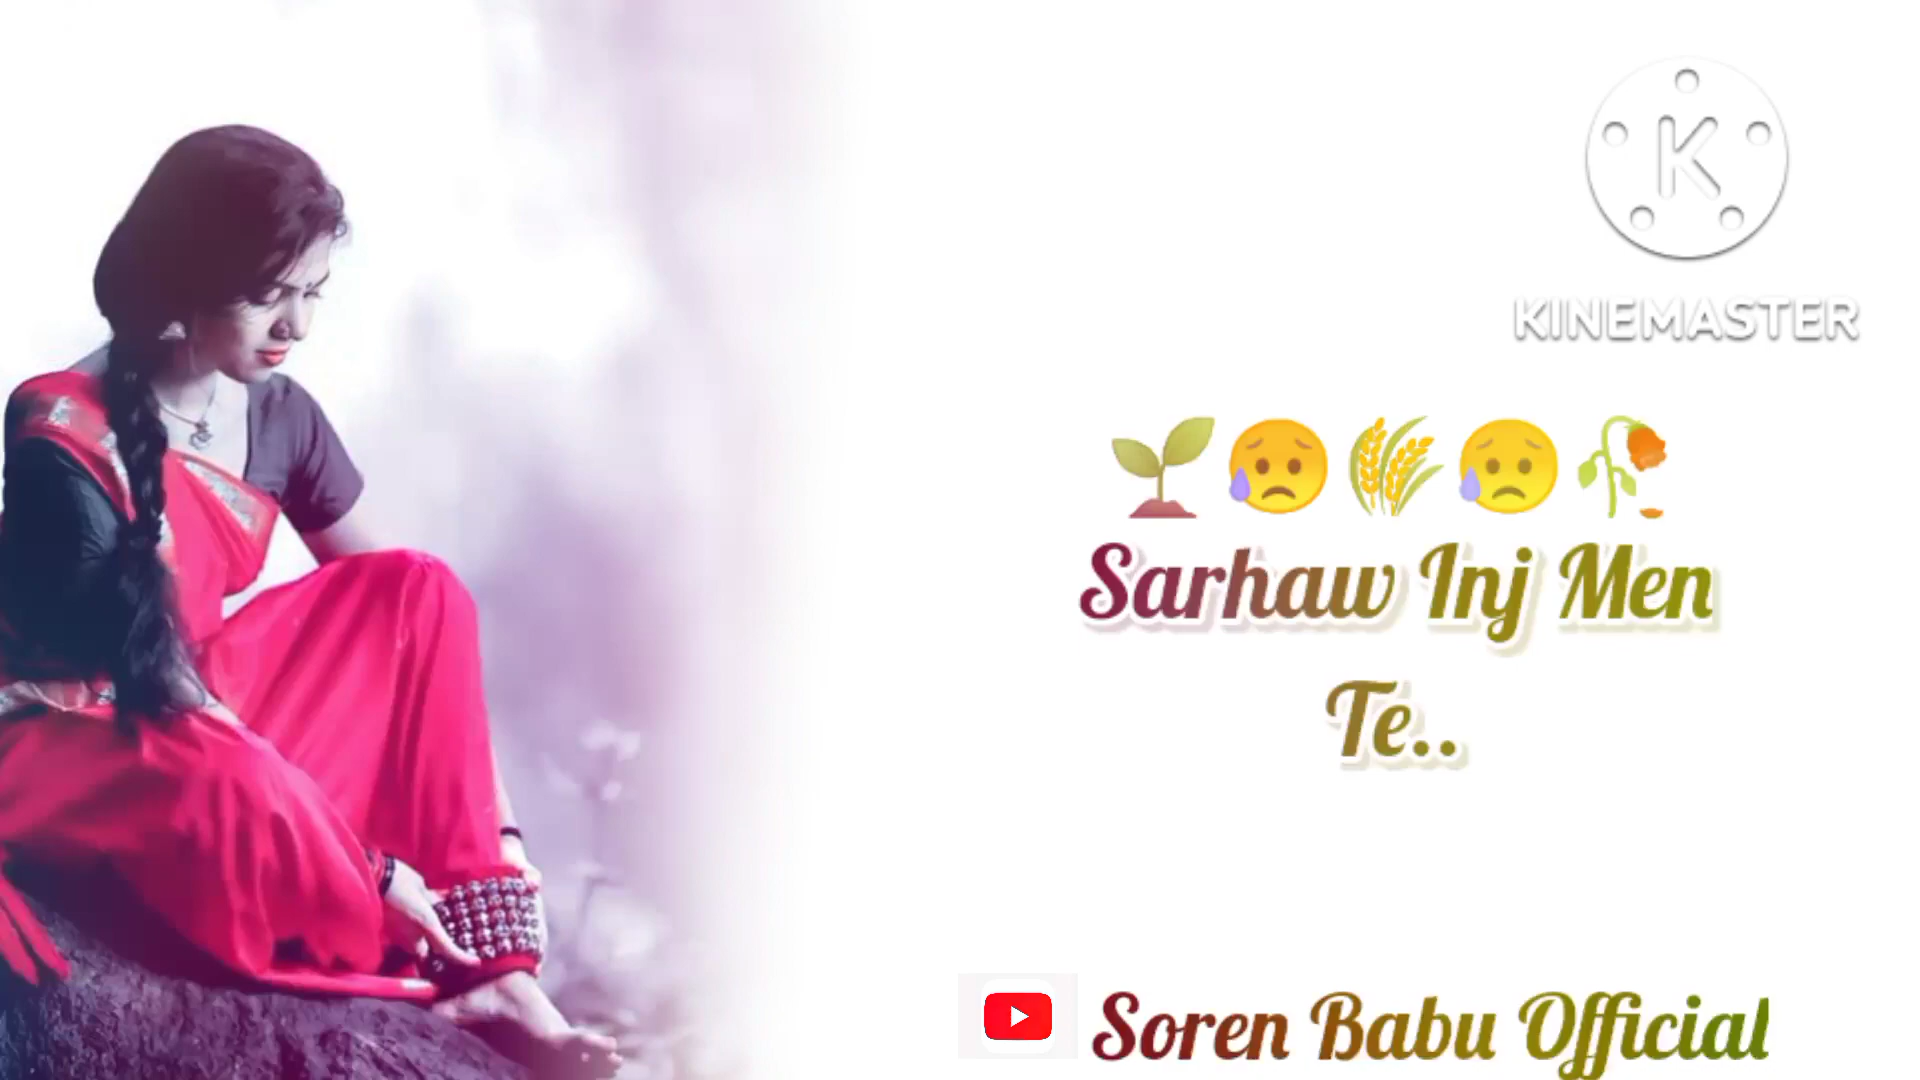 K
KINEMASTER
🌱😥🌾😥🥀
Sarhaw Inj Men
Te..
Soren Babu Official